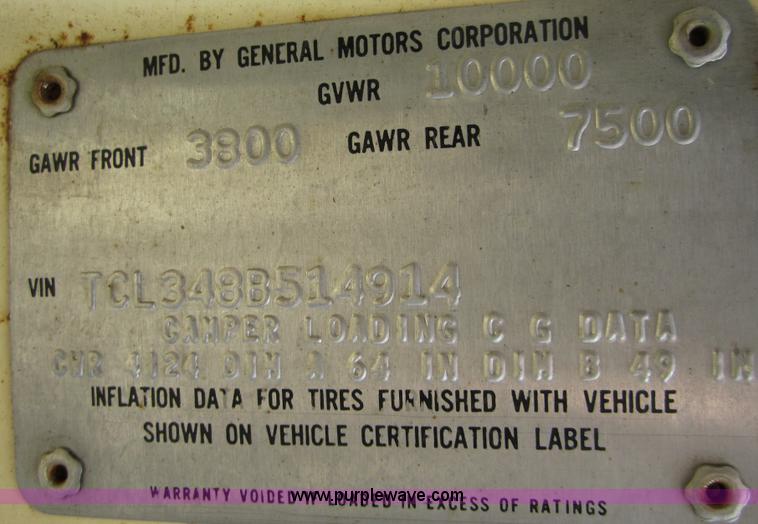 MFD. BY GENERAL MOTORS CORPORATION
GVWR 10000
GAWR FRONT 3800 GAWR REAR 7500
VIN TCL348B514914
CAMPER LOADING C G DATA
CWR 4124 DIM A 64 IN DIM B 49 IN
INFLATION DATA FOR TIRES FURNISHED WITH VEHICLE
SHOWN ON VEHICLE CERTIFICATION LABEL
WARRANTY VOIDED IF LOADED IN EXCESS OF RATINGS
www.purplewave.com